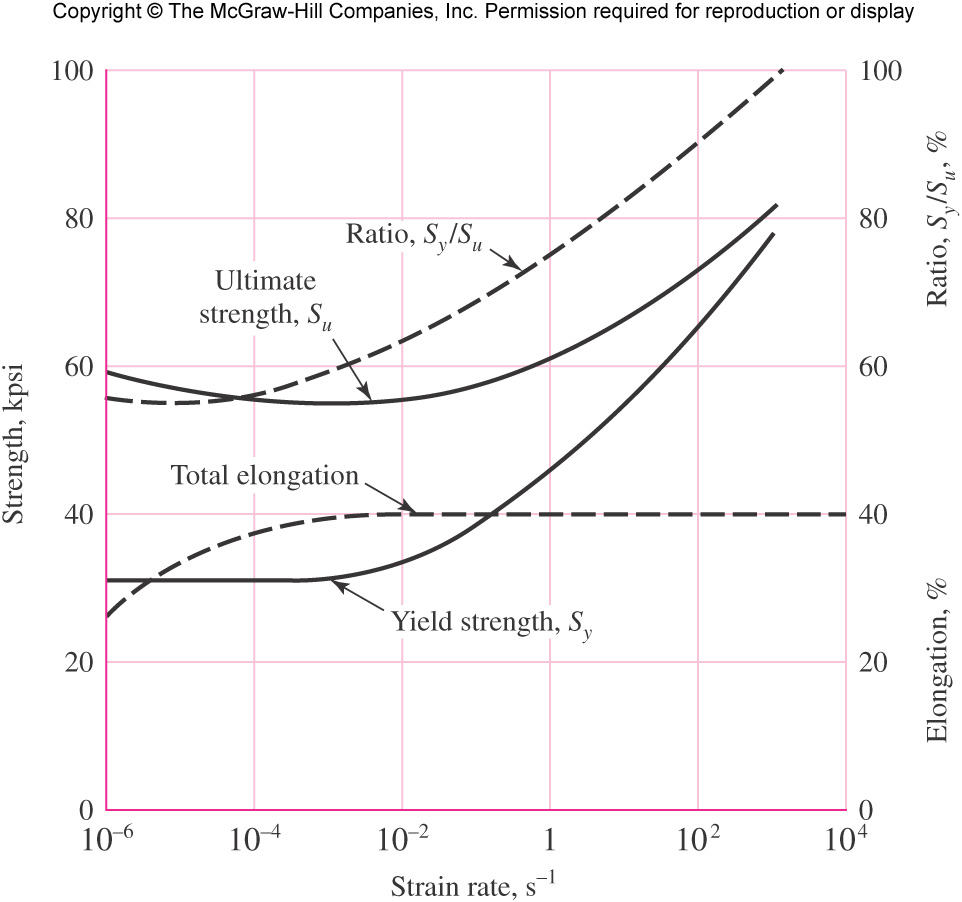 Copyright © The McGraw-Hill Companies, Inc. Permission required for reproduction or display
100
80
60
40
20
0
Strength, kpsi
100
80
60
40
20
0
Ratio, Sy/Su, %
Elongation, %
Ratio, Sy/Su
Ultimate
strength, Su
Total elongation
Yield strength, Sy
10⁻⁶
10⁻⁴
10⁻²
1
10²
10⁴
Strain rate, s⁻¹